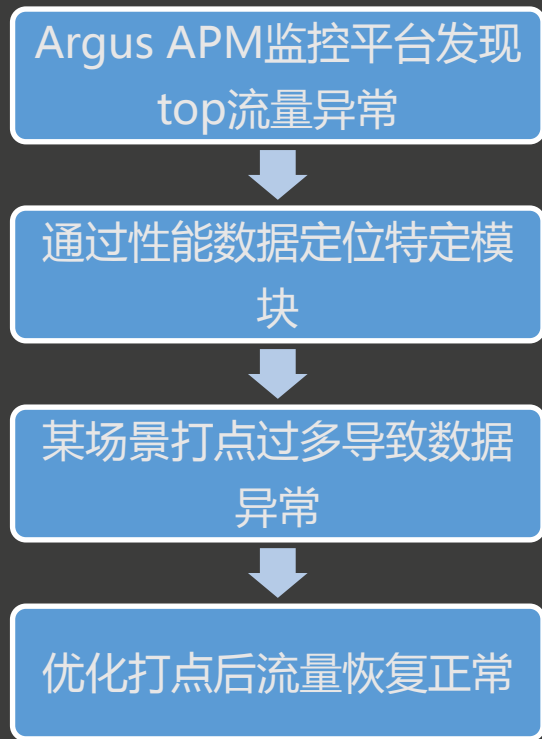 Argus APM监控平台发现
top流量异常
通过性能数据定位特定模
块
某场景打点过多导致数据
异常
优化打点后流量恢复正常